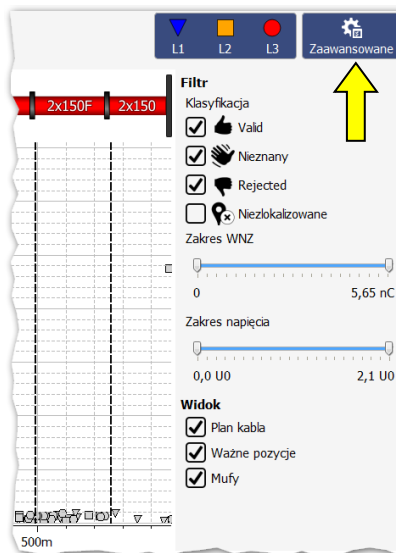 L1 L2 L3 Zaawansowane
2x150F 2x150
Filtr
Klasyfikacja
Valid
Nieznany
Rejected
Niezlokalizowane
Zakres WNZ
0 5,65 nC
Zakres napięcia
0,0 U0 2,1 U0
Widok
Plan kabla
Ważne pozycje
Mufy
500m